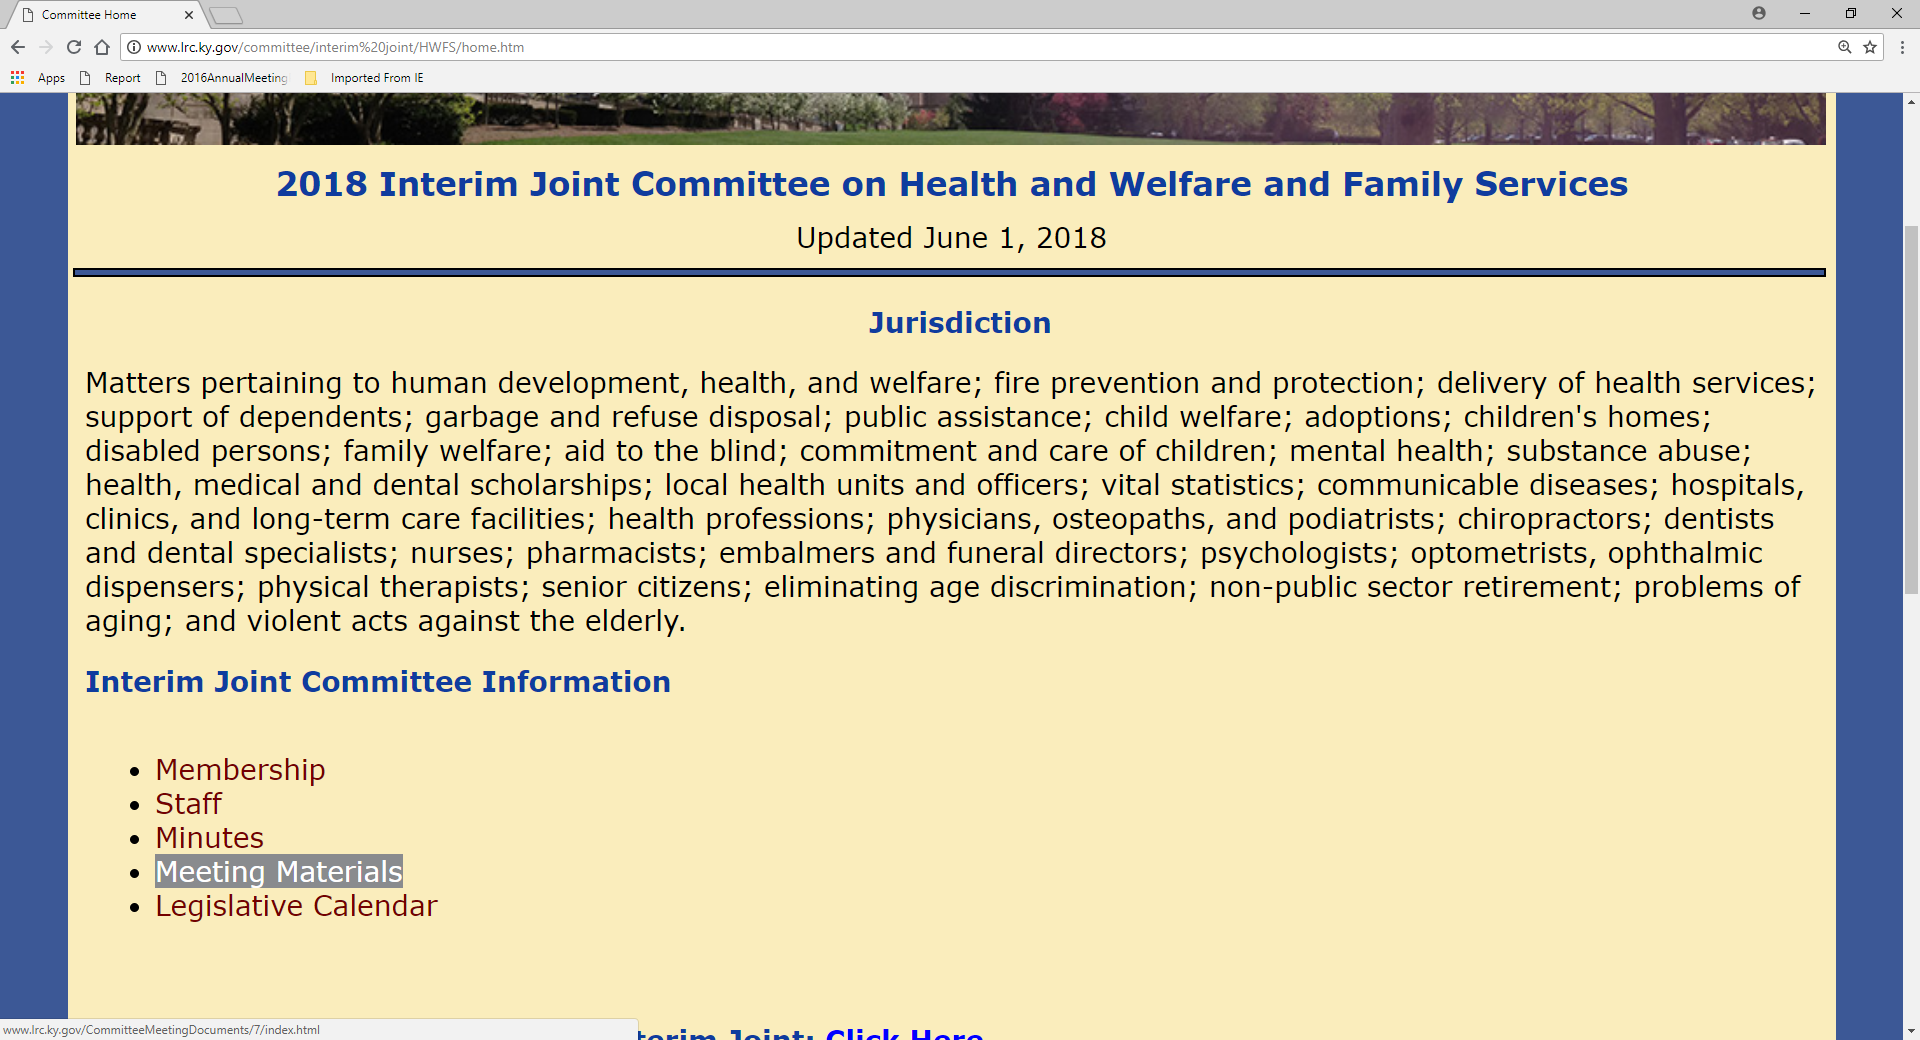 Committee Home
www.lrc.ky.gov/committee/interim%20joint/HWFS/home.htm
Apps Report 2016AnnualMeeting Imported From IE
2018 Interim Joint Committee on Health and Welfare and Family Services
Updated June 1, 2018
Jurisdiction
Matters pertaining to human development, health, and welfare; fire prevention and protection; delivery of health services;
support of dependents; garbage and refuse disposal; public assistance; child welfare; adoptions; children's homes;
disabled persons; family welfare; aid to the blind; commitment and care of children; mental health; substance abuse;
health, medical and dental scholarships; local health units and officers; vital statistics; communicable diseases; hospitals,
clinics, and long-term care facilities; health professions; physicians, osteopaths, and podiatrists; chiropractors; dentists
and dental specialists; nurses; pharmacists; embalmers and funeral directors; psychologists; optometrists, ophthalmic
dispensers; physical therapists; senior citizens; eliminating age discrimination; non-public sector retirement; problems of
aging; and violent acts against the elderly.
Interim Joint Committee Information
Membership
Staff
Minutes
Meeting Materials
Legislative Calendar
terim Joint: Click Here
www.lrc.ky.gov/CommitteeMeetingDocuments/7/index.html